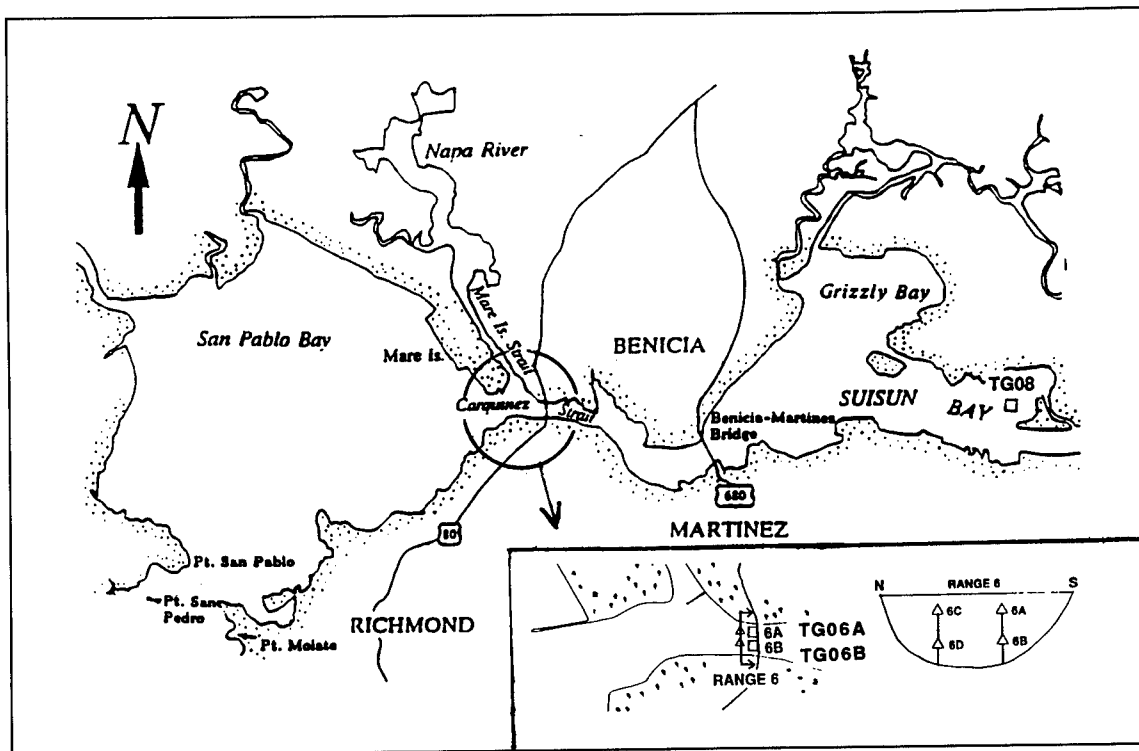 N
Napa River
San Pablo Bay
Mare Is.
Mare Is. Strait
Carquinez
Strait
BENICIA
Grizzly Bay
TG08
SUISUN
BAY
Benicia-Martinez
Bridge
680
80
MARTINEZ
Pt. San Pablo
Pt. San
Pedro
Pt. Molate
RICHMOND
6A
6B
TG06A
TG06B
RANGE 6
N
RANGE 6
S
6C
6A
6D
6B